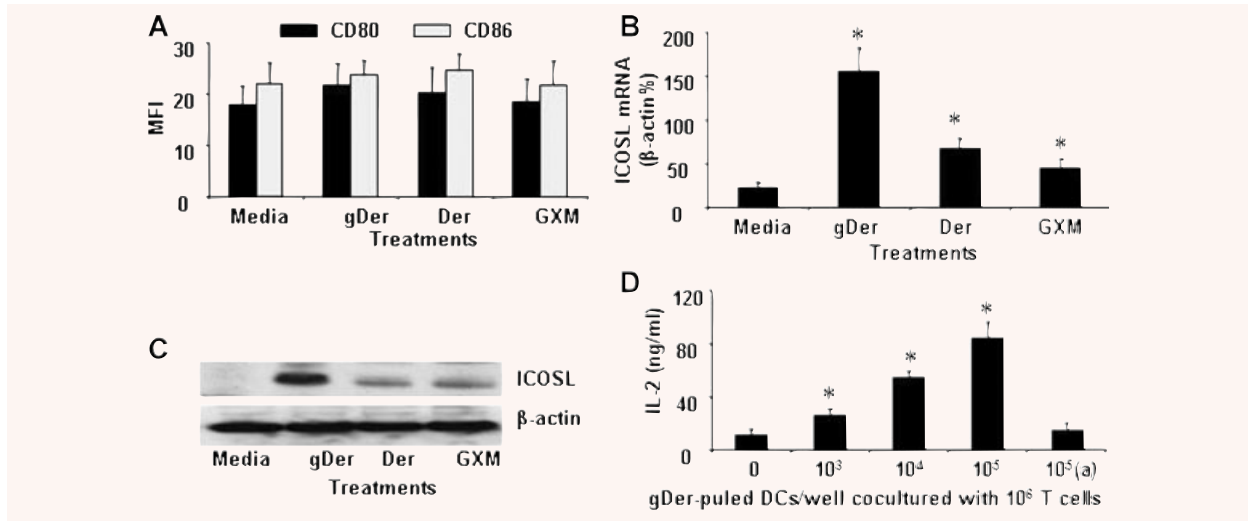 A
CD80 CD86
30
20
10
0
MFI
Media gDer Der GXM
Treatments
B
200
150
100
50
0
ICOSL mRNA
(β-actin%)
* * *
Media gDer Der GXM
Treatments
C
ICOSL
β-actin
Media gDer Der GXM
Treatments
D
120
80
40
0
IL-2 (ng/ml)
* * *
0 10³ 10⁴ 10⁵ 10⁵(a)
gDer-puled DCs/well cocultured with 10⁶ T cells